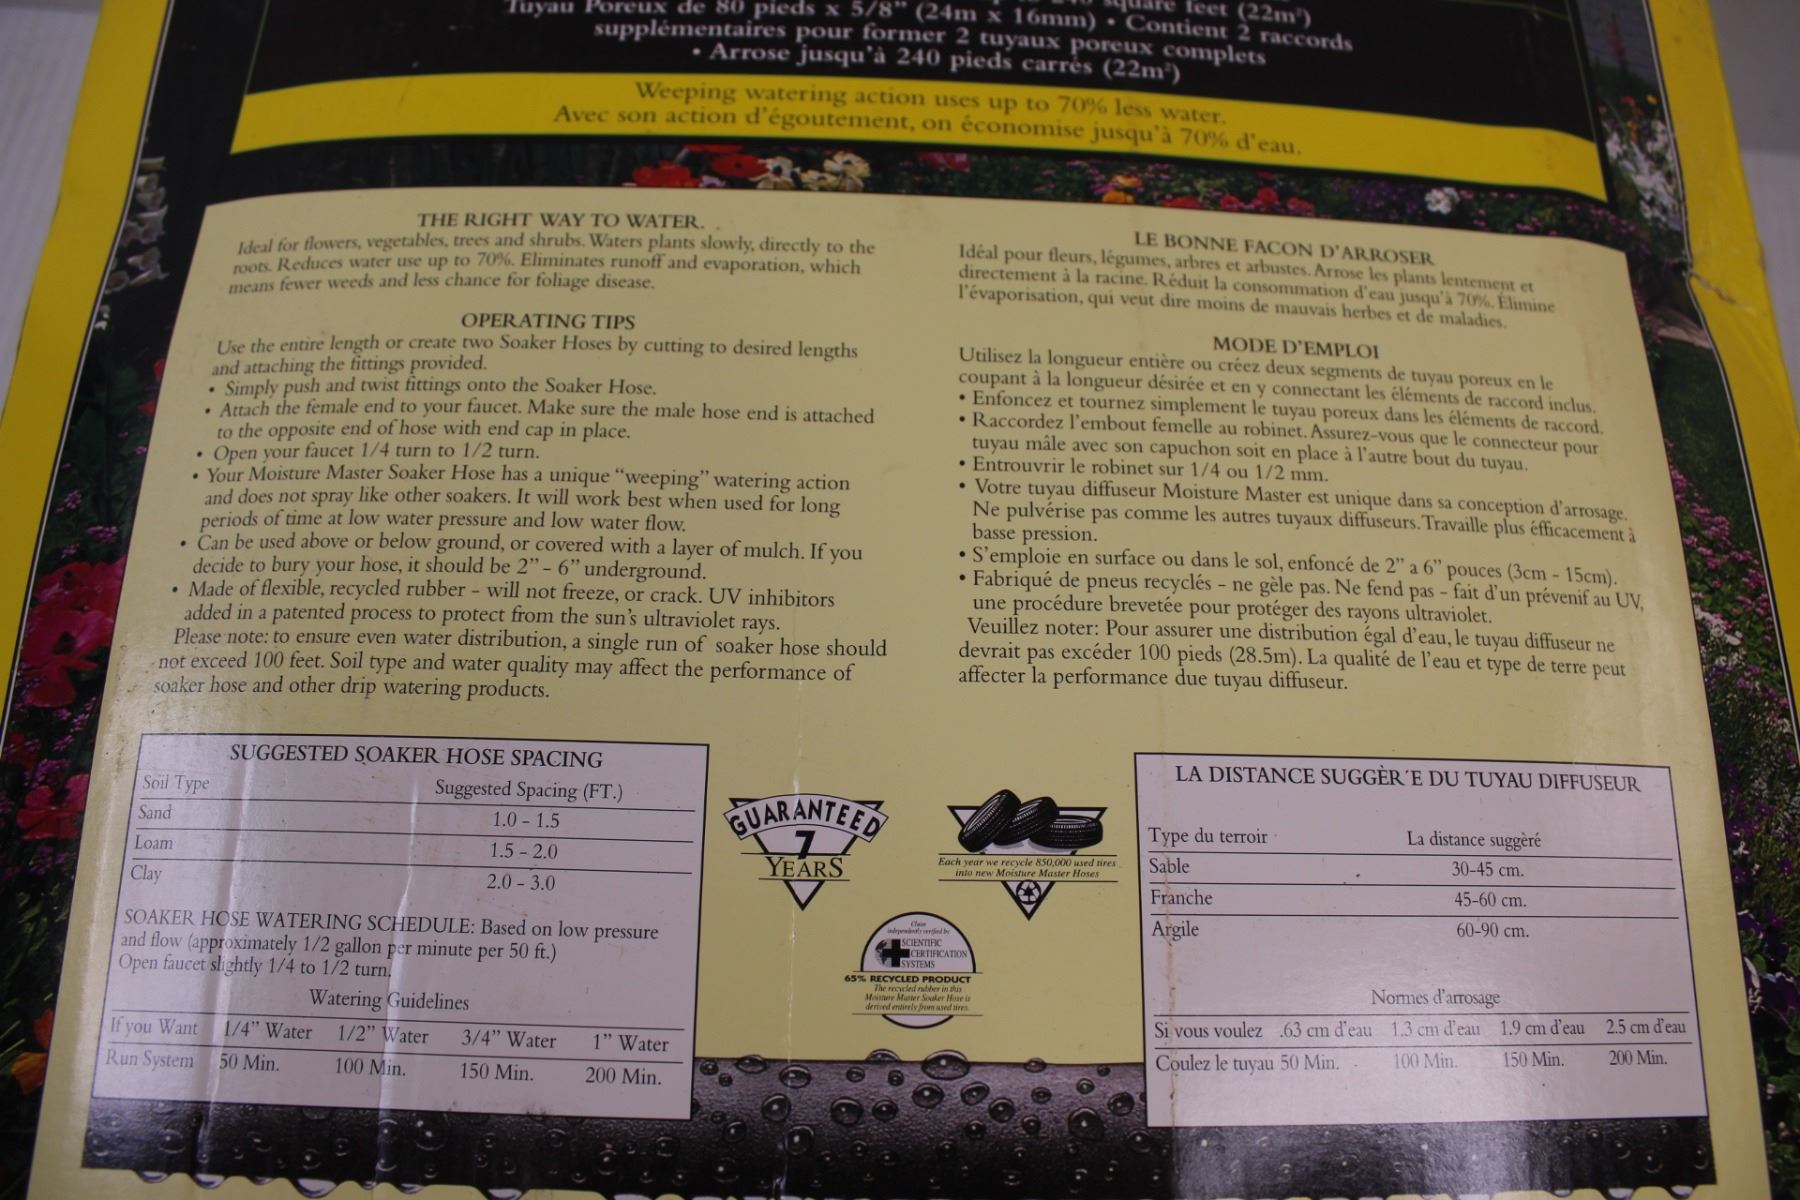 square feet (22m²)
Tuyau Poreux de 80 pieds x 5/8" (24m x 16mm) • Contient 2 raccords
supplémentaires pour former 2 tuyaux poreux complets
• Arrose jusqu'à 240 pieds carrés (22m²)
Weeping watering action uses up to 70% less water.
Avec son action d'égoutement, on économise jusqu'à 70% d'eau.
THE RIGHT WAY TO WATER. .
Ideal for flowers, vegetables, trees and shrubs. Waters plants slowly, directly to the
roots. Reduces water use up to 70%. Eliminates runoff and evaporation, which
means fewer weeds and less chance for foliage disease.
OPERATING TIPS
Use the entire length or create two Soaker Hoses by cutting to desired lengths
and attaching the fittings provided.
• Simply push and twist fittings onto the Soaker Hose.
• Attach the female end to your faucet. Make sure the male hose end is attached
to the opposite end of hose with end cap in place.
• Open your faucet 1/4 turn to 1/2 turn.
• Your Moisture Master Soaker Hose has a unique "weeping" watering action
and does not spray like other soakers. It will work best when used for long
periods of time at low water pressure and low water flow.
• Can be used above or below ground, or covered with a layer of mulch. If you
decide to bury your hose, it should be 2" - 6" underground.
• Made of flexible, recycled rubber - will not freeze, or crack. UV inhibitors
added in a patented process to protect from the sun's ultraviolet rays.
Please note: to ensure even water distribution, a single run of soaker hose should
not exceed 100 feet. Soil type and water quality may affect the performance of
soaker hose and other drip watering products.
LE BONNE FACON D'ARROSER
Idéal pour fleurs, légumes, arbres et arbustes. Arrose les plants lentement et
directement à la racine. Réduit la consommation d'eau jusqu'à 70%. Élimine
l'évaporisation, qui veut dire moins de mauvais herbes et de maladies.
MODE D'EMPLOI
Utilisez la longueur entière ou créez deux segments de tuyau poreux en le
coupant à la longueur désirée et en y connectant les éléments de raccord inclus.
• Enfoncez et tournez simplement le tuyau poreux dans les éléments de raccord.
• Raccordez l'embout femelle au robinet. Assurez-vous que le connecteur pour
tuyau mâle avec son capuchon soit en place à l'autre bout du tuyau.
• Entrouvrir le robinet sur 1/4 ou 1/2 mm.
• Votre tuyau diffuseur Moisture Master est unique dans sa conception d'arrosage.
Ne pulvérise pas comme les autres tuyaux diffuseurs. Travaille plus éfficacement à
basse pression.
• S'emploie en surface ou dans le sol, enfoncé de 2" a 6" pouces (3cm - 15cm).
• Fabriqué de pneus recyclés - ne gèle pas. Ne fend pas - fait d'un prévenif au UV,
une procédure brevetée pour protéger des rayons ultraviolet.
Veuillez noter: Pour assurer une distribution égal d'eau, le tuyau diffuseur ne
devrait pas excéder 100 pieds (28.5m). La qualité de l'eau et type de terre peut
affecter la performance due tuyau diffuseur.
SUGGESTED SOAKER HOSE SPACING
Soil Type Suggested Spacing (FT.)
Sand 1.0 - 1.5
Loam 1.5 - 2.0
Clay 2.0 - 3.0
SOAKER HOSE WATERING SCHEDULE: Based on low pressure
and flow (approximately 1/2 gallon per minute per 50 ft.)
Open faucet slightly 1/4 to 1/2 turn.
Watering Guidelines
If you Want 1/4" Water 1/2" Water 3/4" Water 1" Water
Run System 50 Min. 100 Min. 150 Min. 200 Min.
GUARANTEED
7
YEARS
Each year we recycle 850,000 used tires
into new Moisture Master Hoses
Claim
independently verified by
SCIENTIFIC
CERTIFICATION
SYSTEMS
65% RECYCLED PRODUCT
The recycled rubber in this
Moisture Master Soaker Hose is
derived entirely from used tires.
LA DISTANCE SUGGÈR´E DU TUYAU DIFFUSEUR
Type du terroir La distance suggèré
Sable 30-45 cm.
Franche 45-60 cm.
Argile 60-90 cm.
Normes d'arrosage
Si vous voulez .63 cm d'eau 1.3 cm d'eau 1.9 cm d'eau 2.5 cm d'eau
Coulez le tuyau 50 Min. 100 Min. 150 Min. 200 Min.